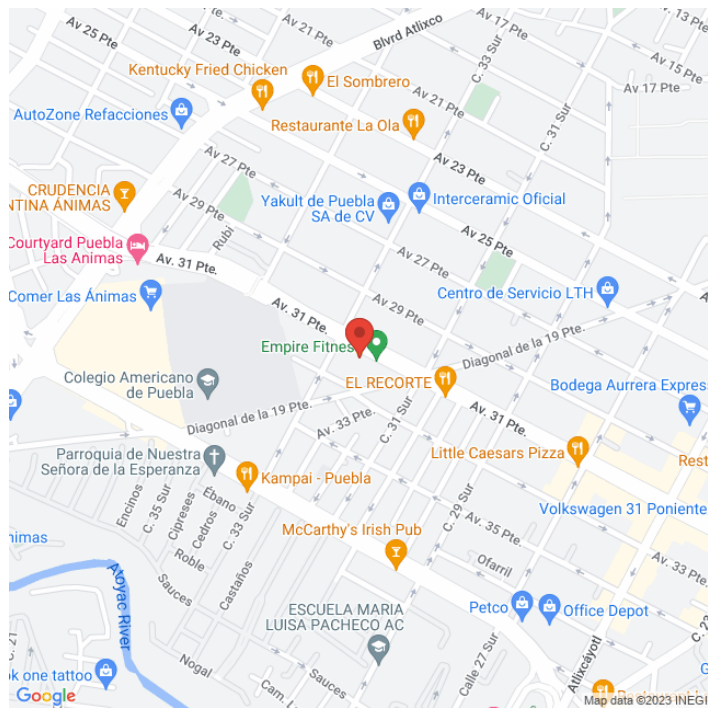 Av 25 Pte
Av 23 Pte
Blvrd Atlixco
Av 17 Pte
Av 13 Pte
C. 33 Sur
Av 15 Pte
Kentucky Fried Chicken
El Sombrero
C. 31 Sur
Av 17 Pte
AutoZone Refacciones
Av 21 Pte
Restaurante La Ola
Av 27 Pte
Av 23 Pte
CRUDENCIA
NTINA ÁNIMAS
Yakult de Puebla
SA de CV
Interceramic Oficial
Av 29 Pte
Rubi
Av 25 Pte
Courtyard Puebla
Las Animas
Av. 31 Pte.
Av 27 Pte
Comer Las Ánimas
Av. 31 Pte.
Av 29 Pte
Centro de Servicio LTH
Empire Fitnes
Diagonal de la 19 Pte.
Colegio Americano
de Puebla
EL RECORTE
Bodega Aurrera Express
Diagonal de la 19 Pte.
Av. 33 Pte.
C. 31 Sur
Av. 31 Pte.
Parroquia de Nuestra
Señora de la Esperanza
Little Caesars Pizza
Rest
Kampai - Puebla
Encinos
C. 35 Sur
Cipreses
Cedros
Ébano
C. 33 Sur
C. 29 Sur
Av. 35 Pte.
Volkswagen 31 Poniente
nimas
McCarthy's Irish Pub
Roble
Castaños
Ofarril
Av. 33 Pte.
Atoyac River
Sauces
Petco
Office Depot
ESCUELA MARIA
LUISA PACHECO AC
C. 23
C. 21
Sauces
Calle 27 Sur
Atlixcáyotl
ok one tattoo
Nogal
Cam. L
Google
Map data ©2023 INEGI